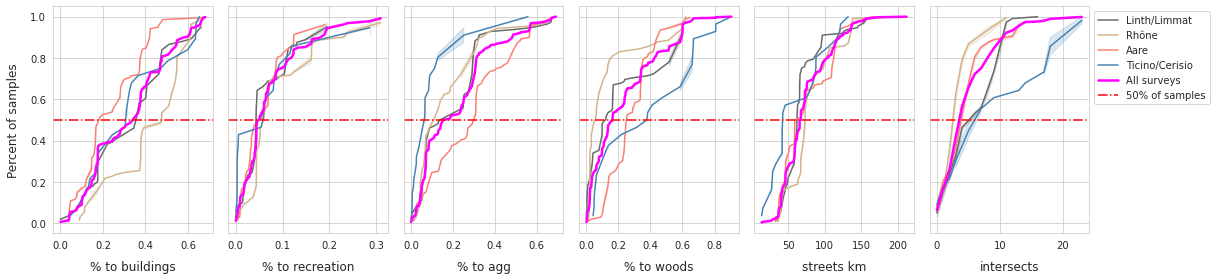 Percent of samples
1.0
0.8
0.6
0.4
0.2
0.0
0.0 0.2 0.4 0.6
% to buildings
0.0 0.1 0.2 0.3
% to recreation
0.0 0.2 0.4 0.6
% to agg
0.0 0.2 0.4 0.6 0.8
% to woods
50 100 150 200
streets km
0 10 20
intersects
Linth/Limmat
Rhône
Aare
Ticino/Cerisio
All surveys
50% of samples